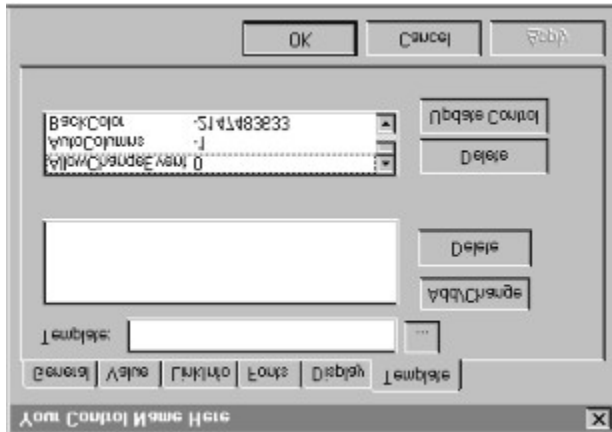 Your Control Name Here
General Value LinkInfo Fonts Display Template
Template: ...
Add/Change
Delete
AllowChangeEvent 0
AutoColumns -1
BackColor -2147483633
Delete
Update Control
OK Cancel Apply